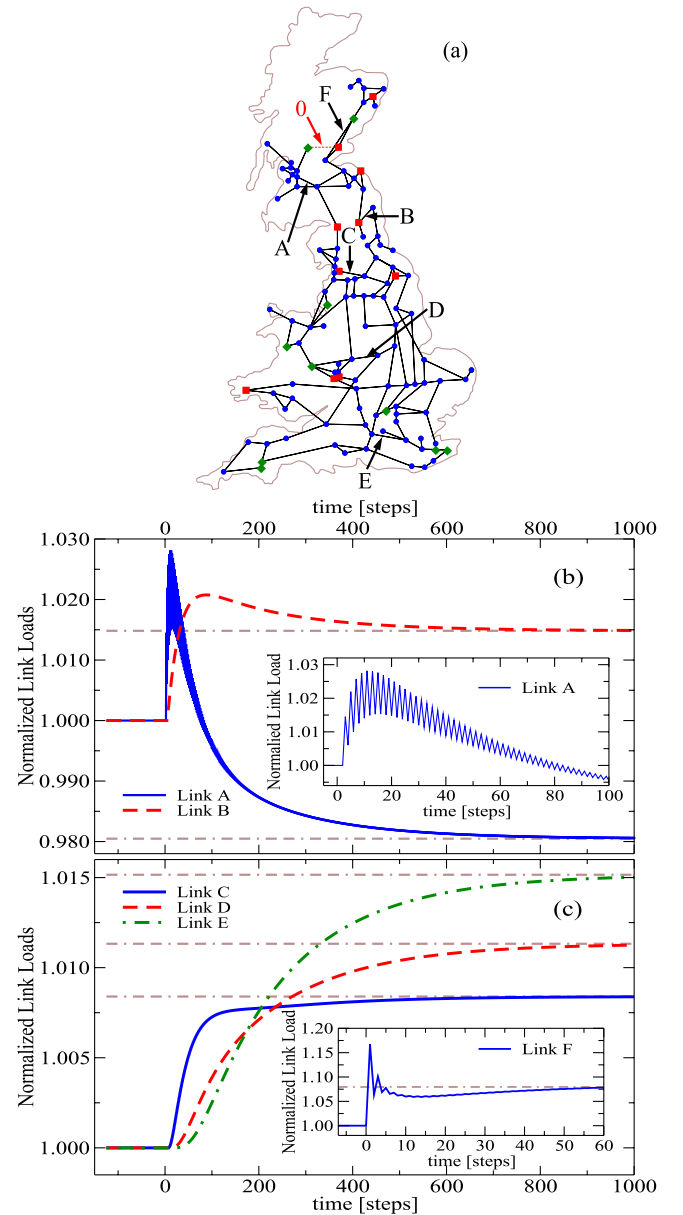 (a)
F
0
B
A
C
D
E
time [steps]
0 200 400 600 800 1000
1.030
1.020
1.010
1.000
0.990
0.980
Normalized Link Loads
(b)
Link A
Link B
1.03
1.02
1.01
1.00
Normalied Link Load
Link A
0 20 40 60 80 100
time [steps]
1.015
1.010
1.005
1.000
Normalized Link Loads
Link C
Link D
Link E
(c)
1.20
1.15
1.10
1.05
1.00
Normalized Link Load
Link F
0 10 20 30 40 50 60
time [steps]
0 200 400 600 800 1000
time [steps]